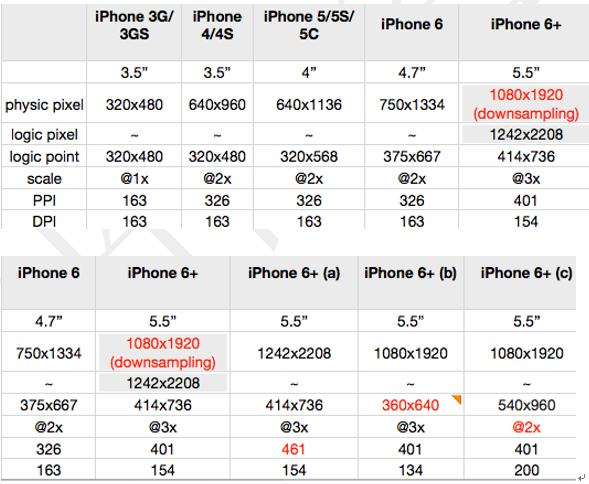 iPhone 3G/3GS iPhone 4/4S iPhone 5/5S/5C iPhone 6 iPhone 6+
3.5” 3.5” 4” 4.7” 5.5”
physic pixel 320x480 640x960 640x1136 750x1334 1080x1920 (downsampling)
logic pixel ~ ~ ~ ~ 1242x2208
logic point 320x480 320x480 320x568 375x667 414x736
scale @1x @2x @2x @2x @3x
PPI 163 326 326 326 401
DPI 163 163 163 163 154
iPhone 6 iPhone 6+ iPhone 6+ (a) iPhone 6+ (b) iPhone 6+ (c)
4.7” 5.5” 5.5” 5.5” 5.5”
750x1334 1080x1920 (downsampling) 1242x2208 1080x1920 1080x1920
~ 1242x2208 ~ ~ ~
375x667 414x736 414x736 360x640 540x960
@2x @3x @3x @3x @2x
326 401 461 401 401
163 154 154 134 200